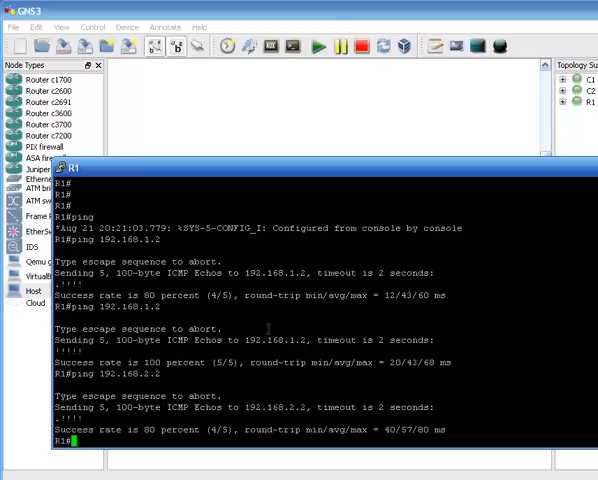 GNS3
File Edit View Control Device Annotate Help
Node Types
Topology Su
Router c1700
Router c2600
Router c2691
Router c3600
Router c3700
Router c7200
PIX firewall
ASA firew
Juniper
Etherne
ATM bri
ATM sw
Frame R
EtherSw
IDS
Qemu g
VirtualB
Host
Cloud
C1
C2
R1
R1
R1#
R1#
R1#
R1#ping
*Aug 21 20:21:03.779: %SYS-5-CONFIG_I: Configured from console by console
R1#ping 192.168.1.2
Type escape sequence to abort.
Sending 5, 100-byte ICMP Echos to 192.168.1.2, timeout is 2 seconds:
.!!!!
Success rate is 80 percent (4/5), round-trip min/avg/max = 12/43/60 ms
R1#ping 192.168.1.2
Type escape sequence to abort.
Sending 5, 100-byte ICMP Echos to 192.168.1.2, timeout is 2 seconds:
!!!!!
Success rate is 100 percent (5/5), round-trip min/avg/max = 20/43/68 ms
R1#ping 192.168.2.2
Type escape sequence to abort.
Sending 5, 100-byte ICMP Echos to 192.168.2.2, timeout is 2 seconds:
.!!!!
Success rate is 80 percent (4/5), round-trip min/avg/max = 40/57/80 ms
R1#